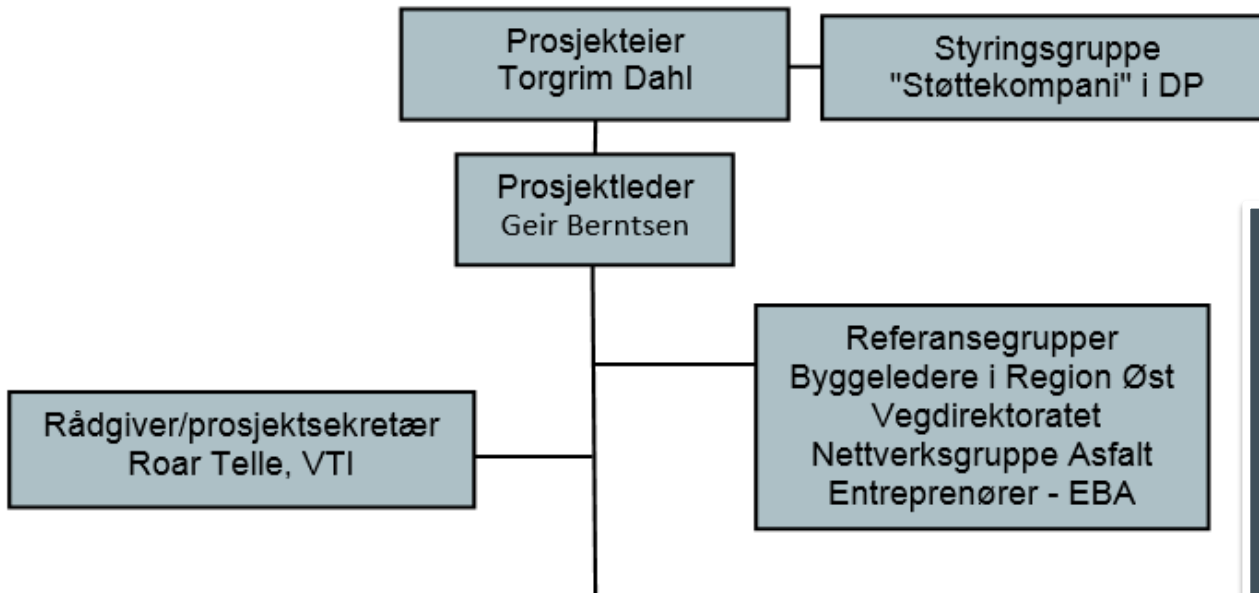 Prosjekteier
Torgrim Dahl
Styringsgruppe
"Støttekompani" i DP
Prosjektleder
Geir Berntsen
Referansegrupper
Byggeledere i Region Øst
Vegdirektoratet
Nettverksgruppe Asfalt
Entreprenører - EBA
Rådgiver/prosjektsekretær
Roar Telle, VTI